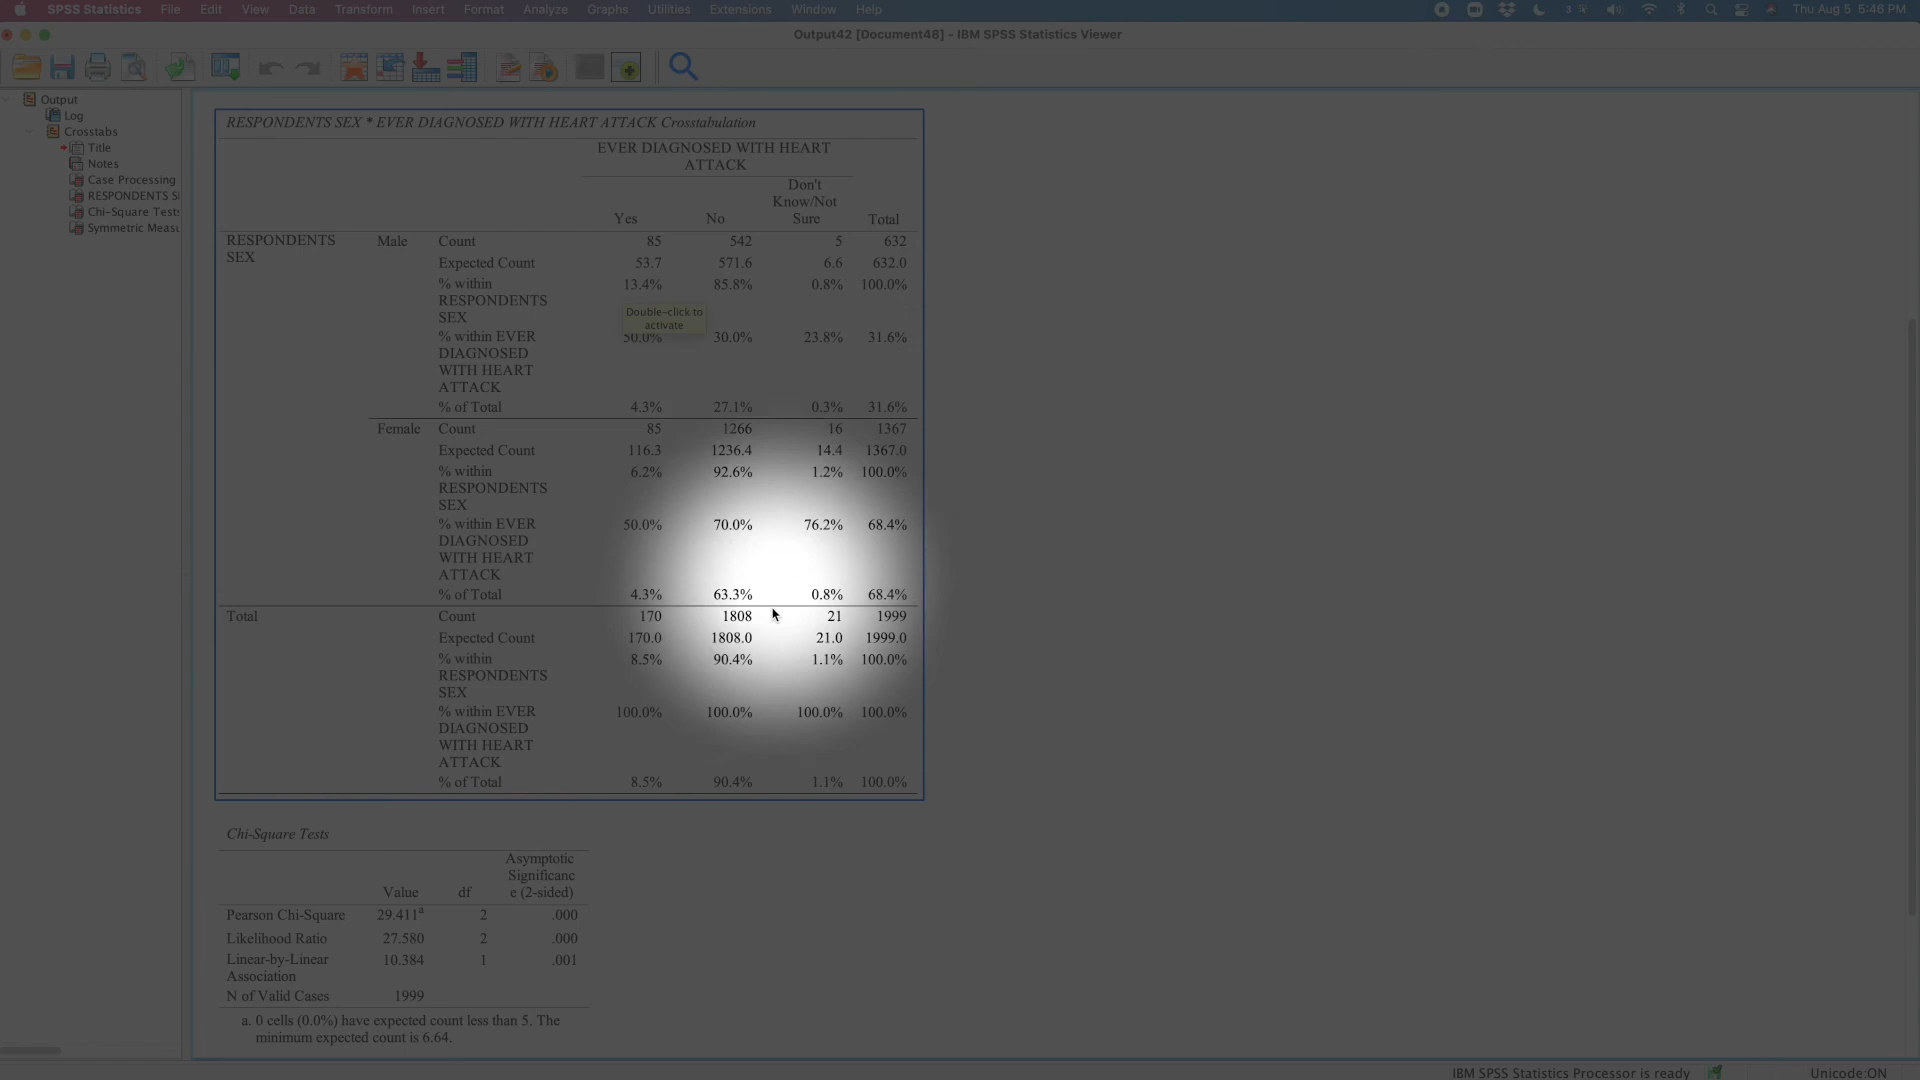 SPSS Statistics File Edit View Data Transform Insert Format Analyze Graphs Utilities Extensions Window Help 3 Thu Aug 5 5:46 PM
Output42 [Document48] - IBM SPSS Statistics Viewer
Output
Log
Crosstabs
Title
Notes
Case Processing
RESPONDENTS S
Chi-Square Tests
Symmetric Measu
RESPONDENTS SEX * EVER DIAGNOSED WITH HEART ATTACK Crosstabulation
EVER DIAGNOSED WITH HEART
ATTACK
Don't
Know/Not
Yes No Sure Total
RESPONDENTS Male Count 85 542 5 632
SEX
Expected Count 53.7 571.6 6.6 632.0
% within 13.4% 85.8% 0.8% 100.0%
RESPONDENTS
SEX
Double-click to
activate
% within EVER 50.0% 30.0% 23.8% 31.6%
DIAGNOSED
WITH HEART
ATTACK
% of Total 4.3% 27.1% 0.3% 31.6%
Female Count 85 1266 16 1367
Expected Count 116.3 1236.4 14.4 1367.0
% within 6.2% 92.6% 1.2% 100.0%
RESPONDENTS
SEX
% within EVER 50.0% 70.0% 76.2% 68.4%
DIAGNOSED
WITH HEART
ATTACK
% of Total 4.3% 63.3% 0.8% 68.4%
Total Count 170 1808 21 1999
Expected Count 170.0 1808.0 21.0 1999.0
% within 8.5% 90.4% 1.1% 100.0%
RESPONDENTS
SEX
% within EVER 100.0% 100.0% 100.0% 100.0%
DIAGNOSED
WITH HEART
ATTACK
% of Total 8.5% 90.4% 1.1% 100.0%
Chi-Square Tests
Asymptotic
Significanc
Value df e (2-sided)
Pearson Chi-Square 29.411a 2 .000
Likelihood Ratio 27.580 2 .000
Linear-by-Linear 10.384 1 .001
Association
N of Valid Cases 1999
a. 0 cells (0.0%) have expected count less than 5. The
minimum expected count is 6.64.
IBM SPSS Statistics Processor is ready Unicode:ON